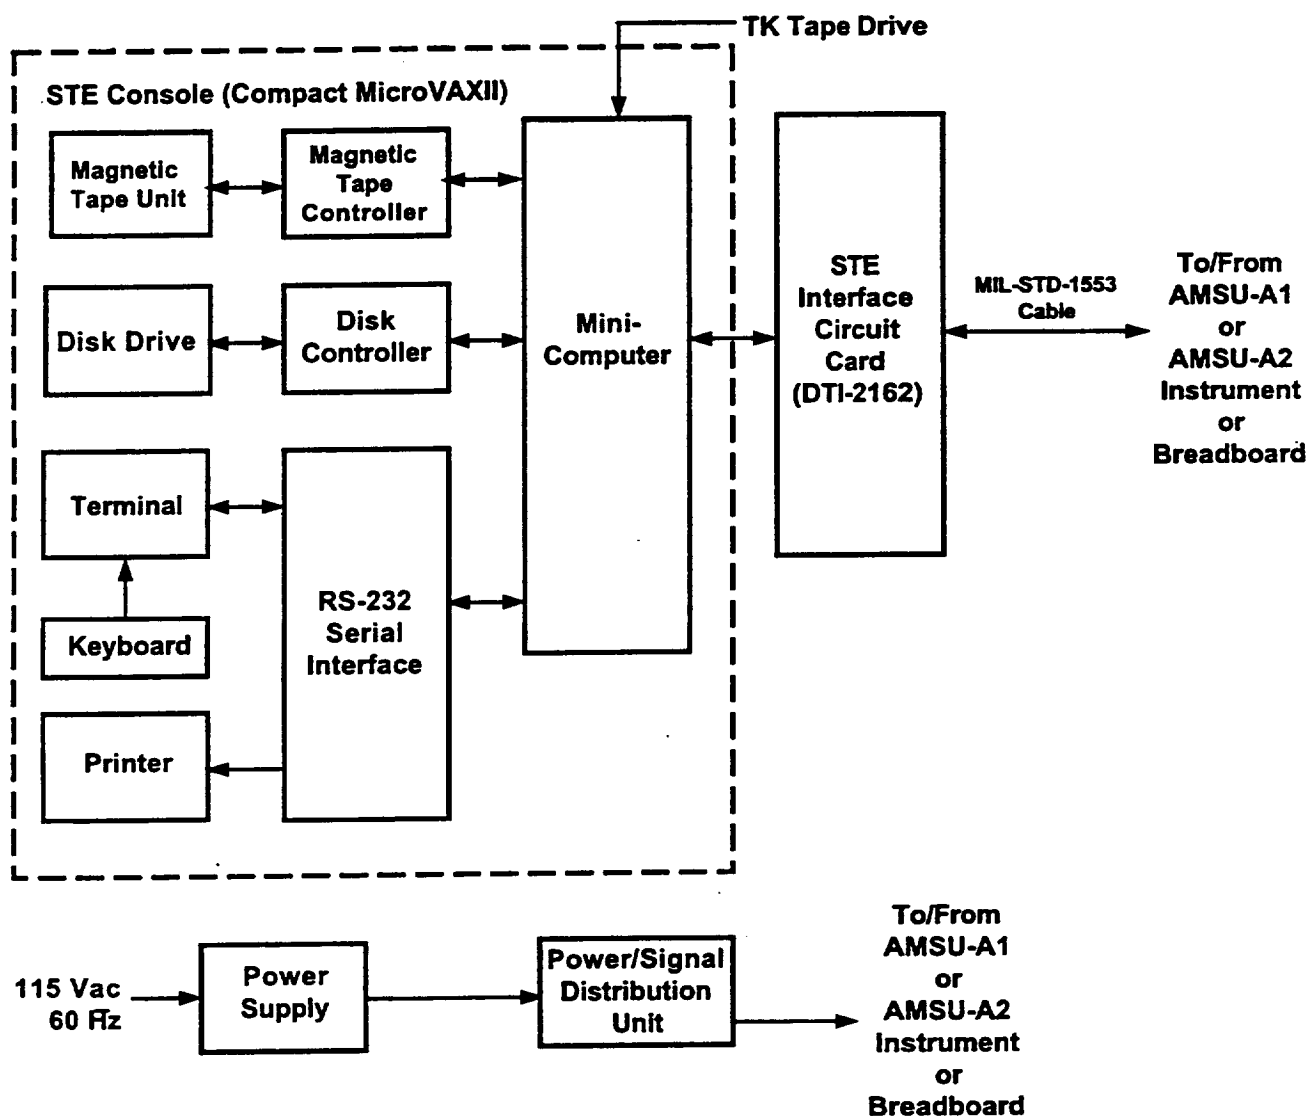 TK Tape Drive
STE Console (Compact MicroVAXII)
Magnetic
Tape Unit
Magnetic
Tape
Controller
Disk Drive
Disk
Controller
Mini-
Computer
STE
Interface
Circuit
Card
(DTI-2162)
MIL-STD-1553
Cable
To/From
AMSU-A1
or
AMSU-A2
Instrument
or
Breadboard
Terminal
Keyboard
Printer
RS-232
Serial
Interface
115 Vac
60 Hz
Power
Supply
Power/Signal
Distribution
Unit
To/From
AMSU-A1
or
AMSU-A2
Instrument
or
Breadboard